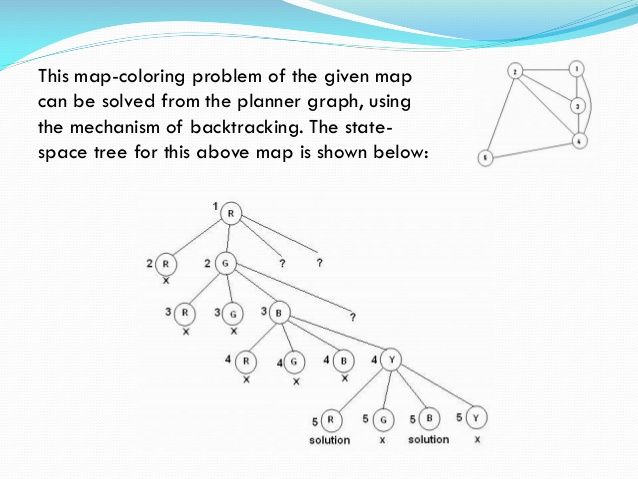 This map-coloring problem of the given map
can be solved from the planner graph, using
the mechanism of backtracking. The state-
space tree for this above map is shown below:
2 1
3
4
5
1 R
2 R 2 G ? ?
x
3 R 3 G 3 B ?
x x
4 R 4 G 4 B 4 Y
x x x
5 R 5 G 5 B 5 Y
solution x solution x